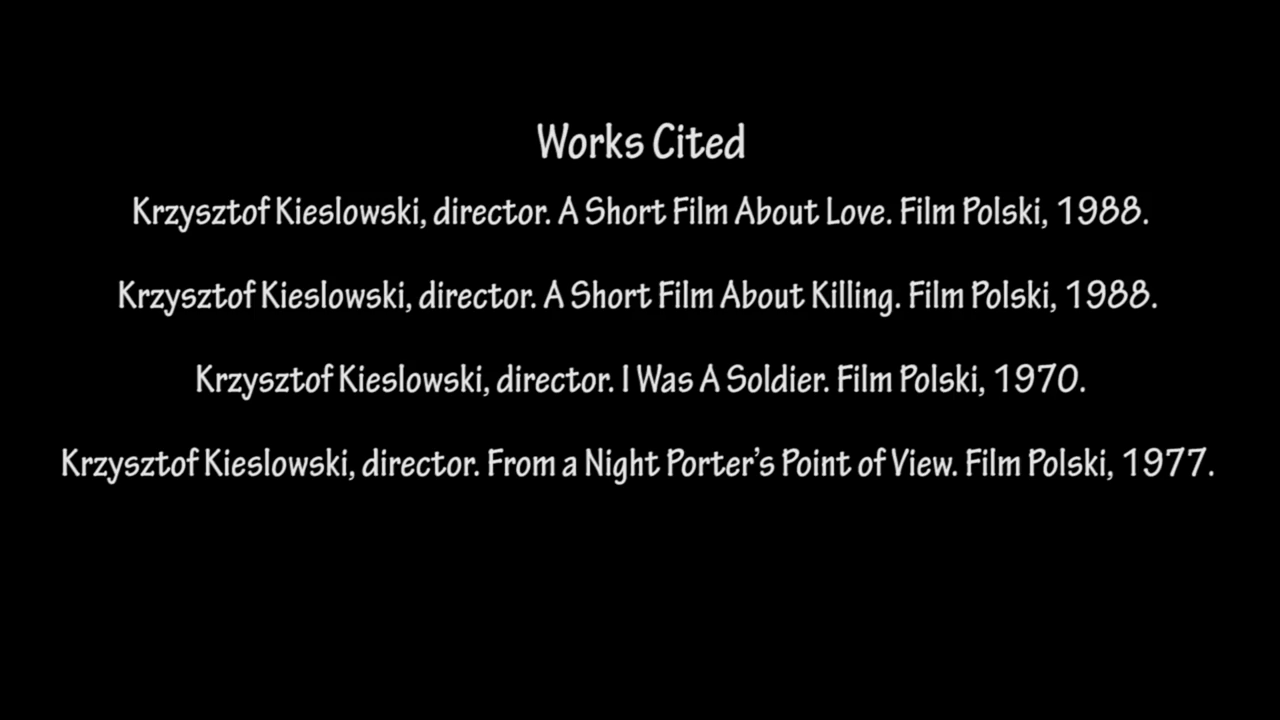 Works Cited
Krzysztof Kieslowski, director. A Short Film About Love. Film Polski, 1988.
Krzysztof Kieslowski, director. A Short Film About Killing. Film Polski, 1988.
Krzysztof Kieslowski, director. I Was A Soldier. Film Polski, 1970.
Krzysztof Kieslowski, director. From a Night Porter’s Point of View. Film Polski, 1977.